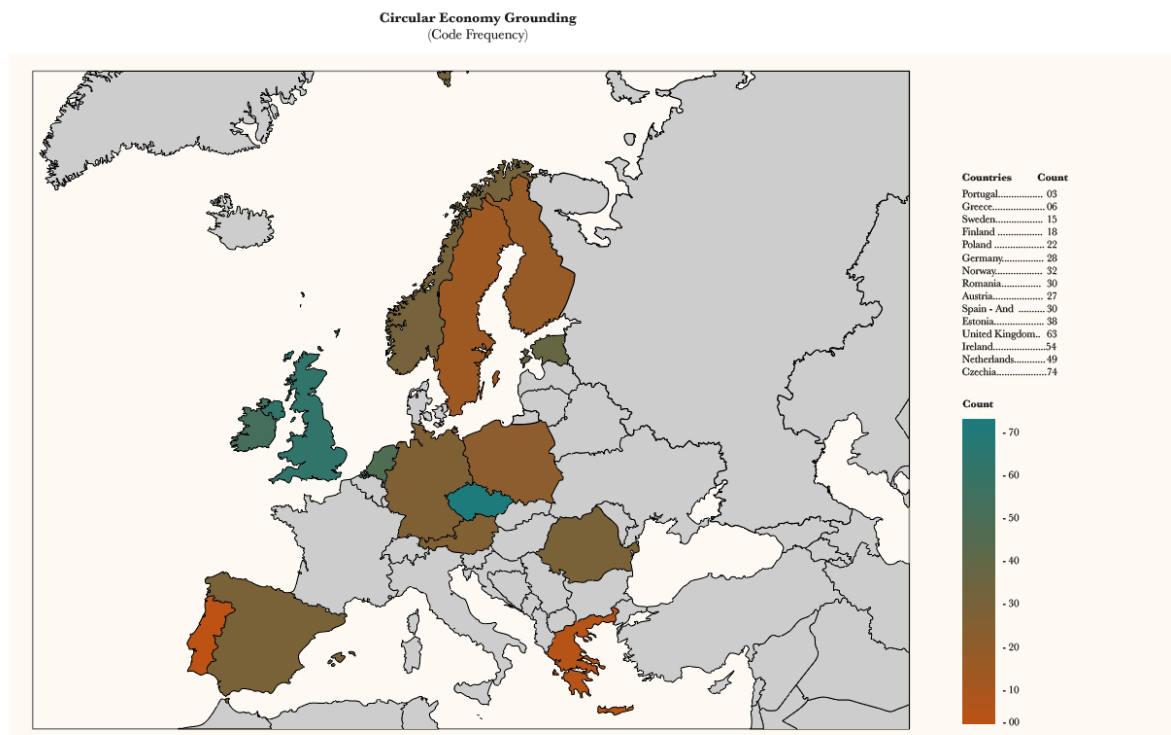 Circular Economy Grounding
(Code Frequency)
Countries Count
Portugal................. 03
Greece.................... 06
Sweden.................. 15
Finland ................. 18
Poland .................. 22
Germany................ 28
Norway.................. 32
Romania............... 30
Austria................... 27
Spain - And .......... 30
Estonia................... 38
United Kingdom.. 63
Ireland.....................54
Netherlands............49
Czechia...................74
Count
- 70
- 60
- 50
- 40
- 30
- 20
- 10
- 00